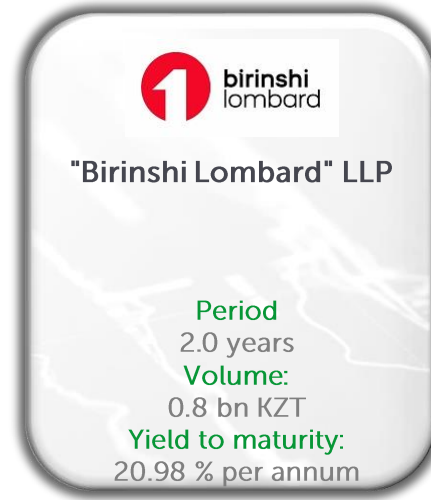 1 birinshi
lombard
"Birinshi Lombard" LLP
Period
2.0 years
Volume:
0.8 bn KZT
Yield to maturity:
20.98 % per annum